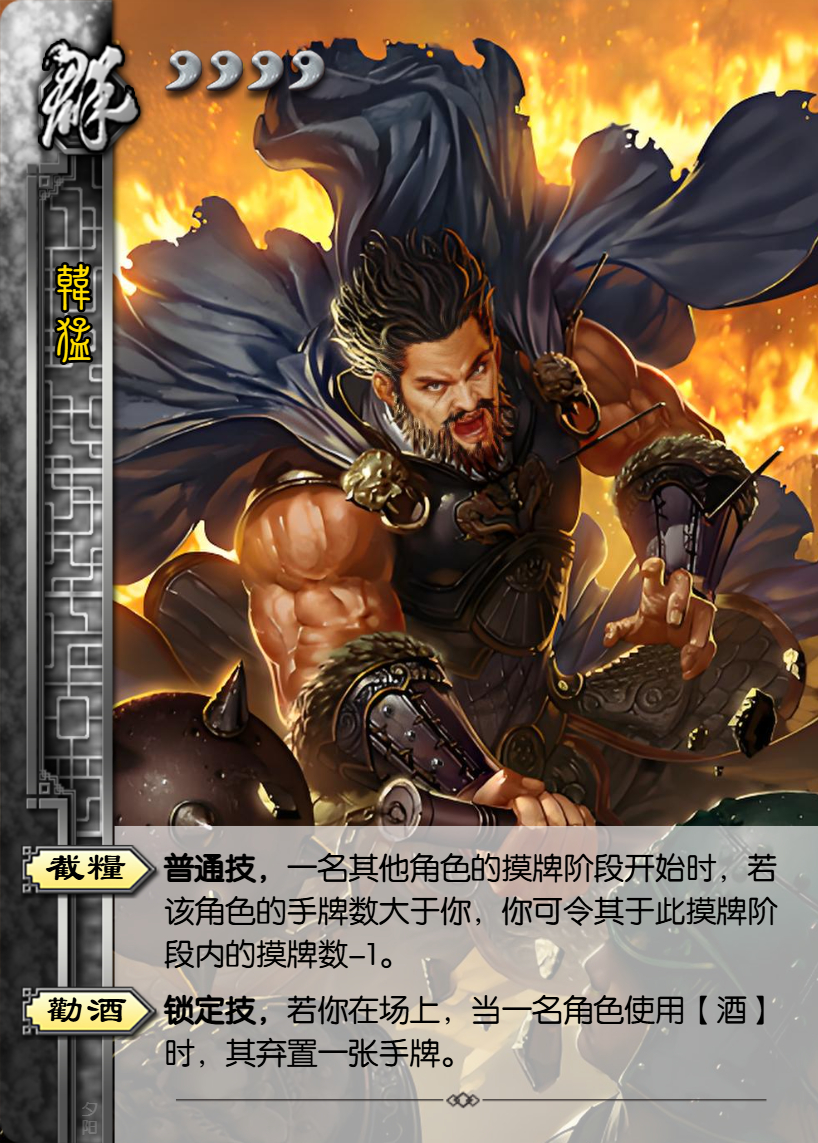 群
韓猛
截糧
普通技，一名其他角色的摸牌阶段开始时，若
该角色的手牌数大于你，你可令其于此摸牌阶
段内的摸牌数-1。
勸酒
锁定技，若你在场上，当一名角色使用【酒】
时，其弃置一张手牌。
夕阳